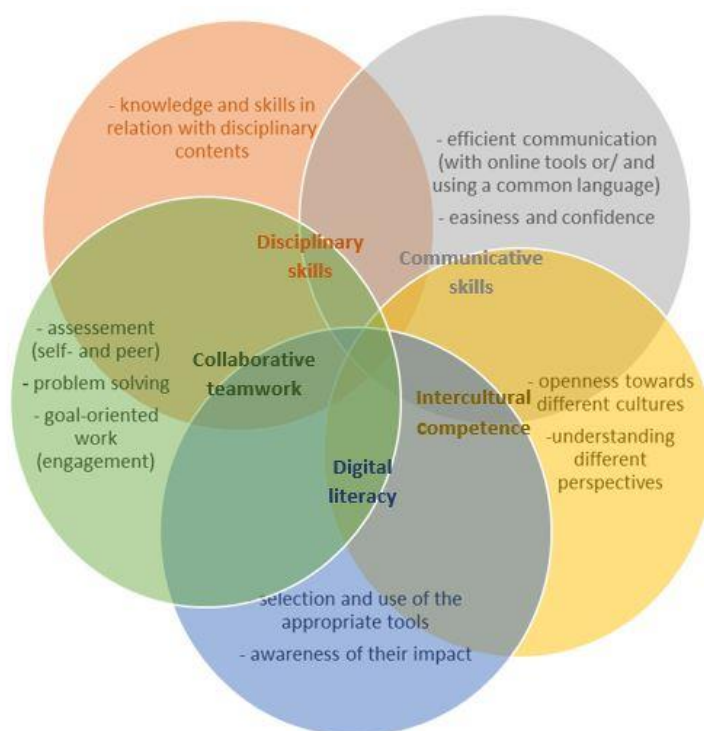 - knowledge and skills in
relation with disciplinary
contents
- efficient communication
(with online tools or/ and
using a common language)
- easiness and confidence
Disciplinary
skills
Communicative
skills
- assessement
(self- and peer)
- problem solving
- goal-oriented
work
(engagement)
Collaborative
teamwork
Intercultural
competence
- openness towards
different cultures
-understanding
different
perspectives
Digital
literacy
selection and use of the
appropriate tools
- awareness of their impact